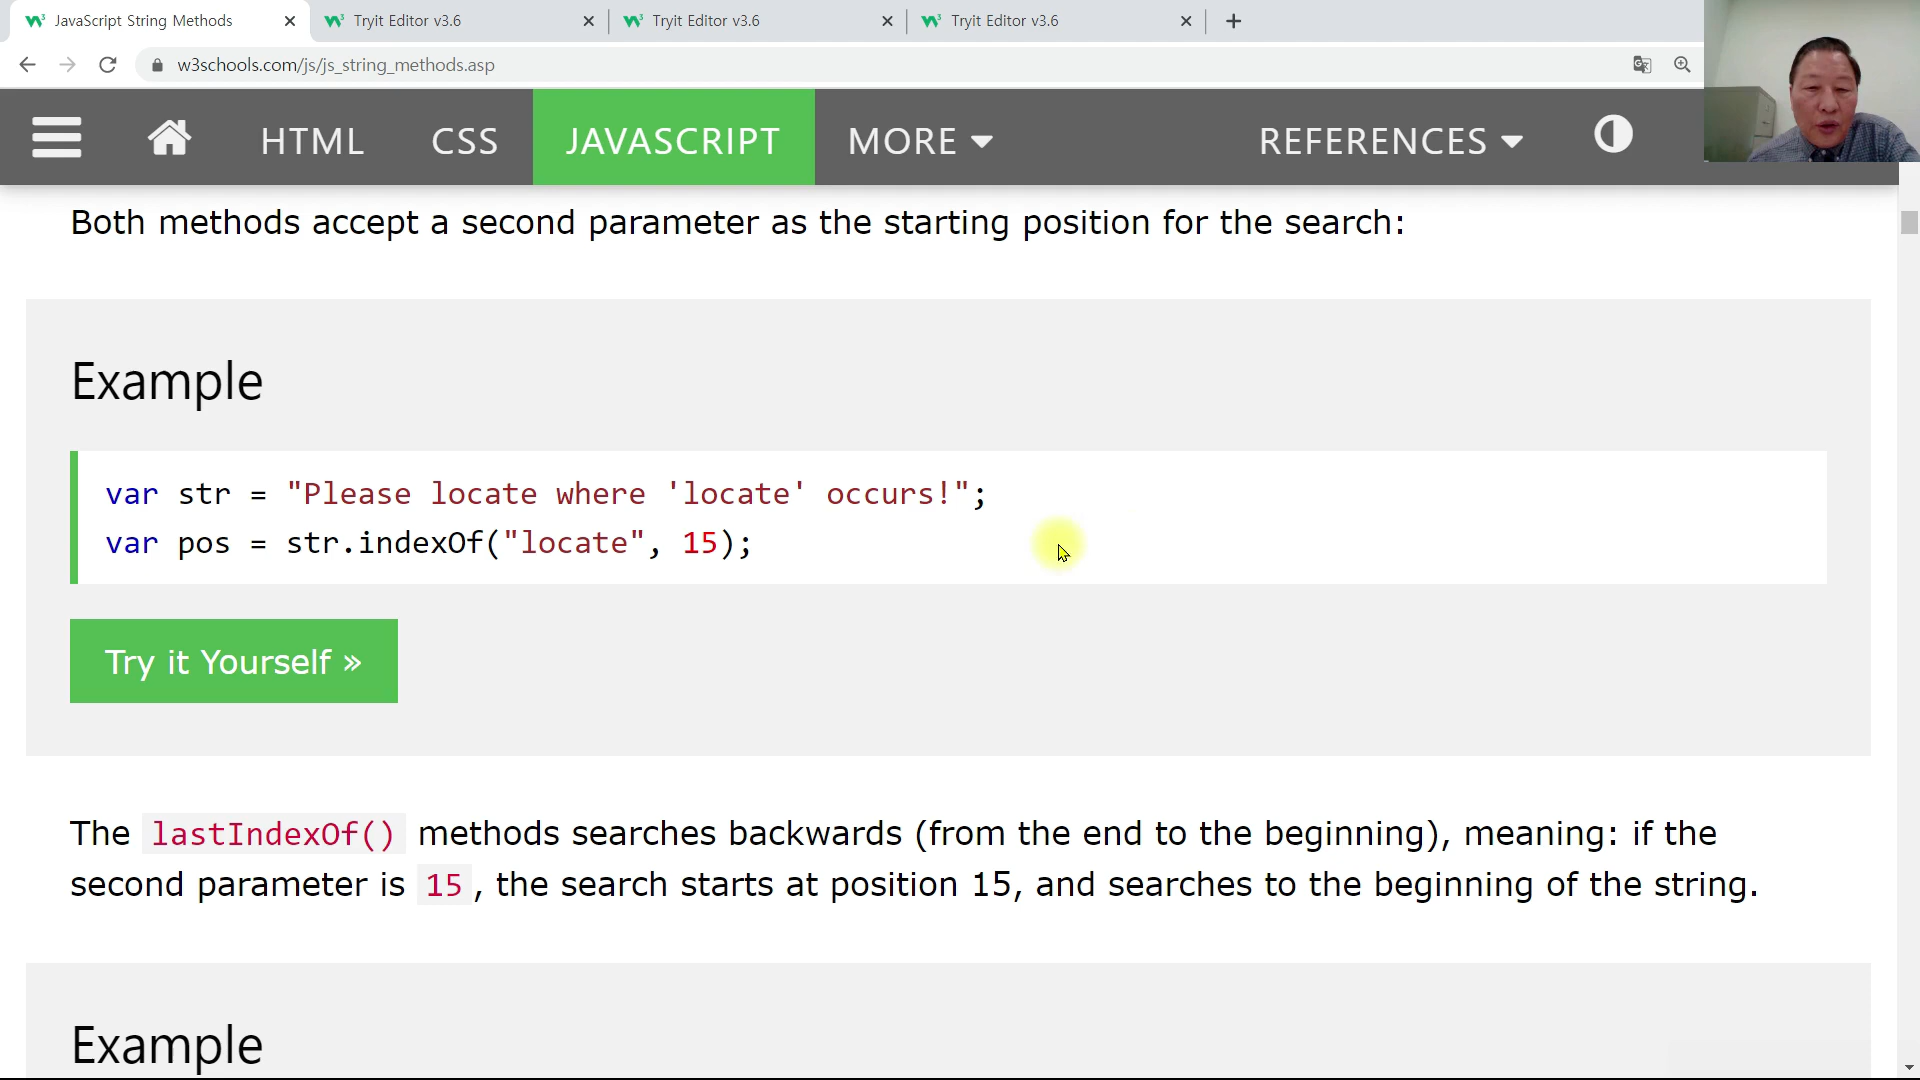 JavaScript String Methods
Tryit Editor v3.6
Tryit Editor v3.6
Tryit Editor v3.6
w3schools.com/js/js_string_methods.asp
HTML
CSS
JAVASCRIPT
MORE
REFERENCES
Both methods accept a second parameter as the starting position for the search:
Example
var str = "Please locate where 'locate' occurs!";
var pos = str.indexOf("locate", 15);
Try it Yourself »
The lastIndexOf() methods searches backwards (from the end to the beginning), meaning: if the
second parameter is 15, the search starts at position 15, and searches to the beginning of the string.
Example